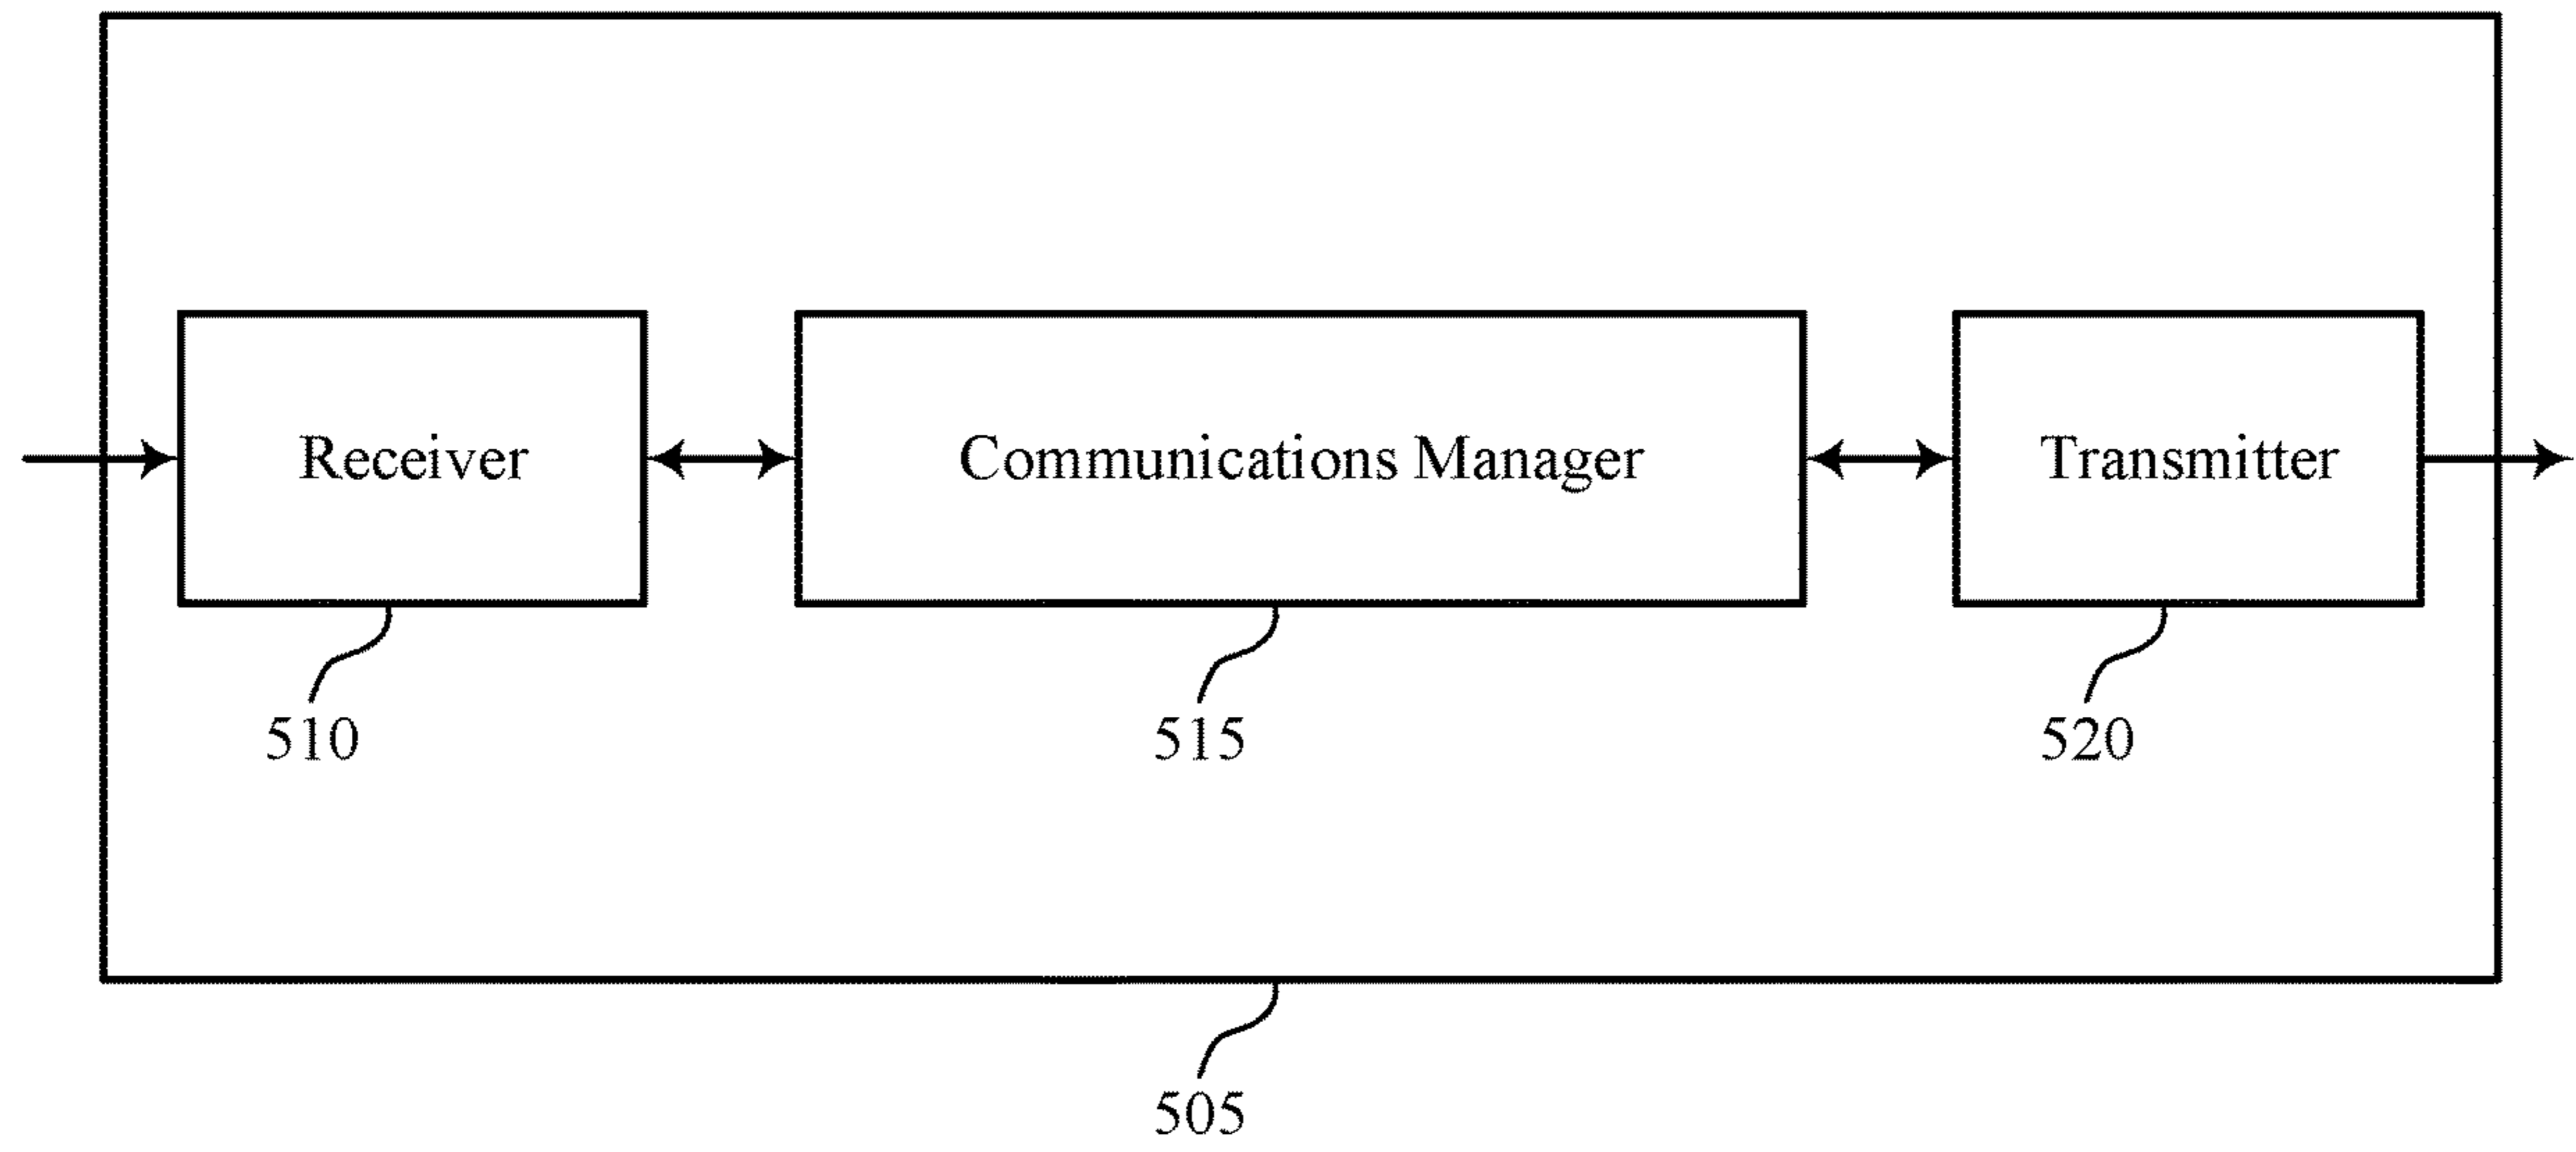 Receiver
Communications Manager
Transmitter
510
515
520
505